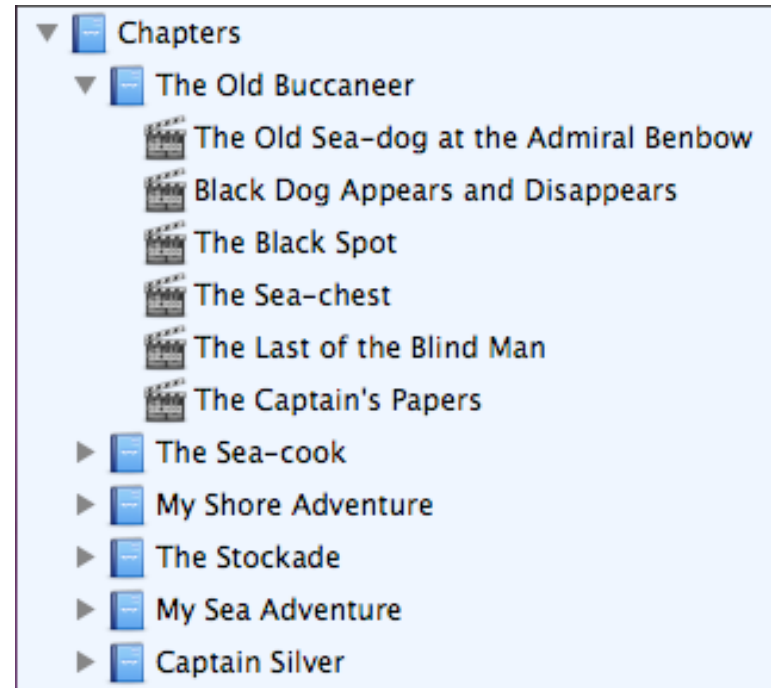 Chapters
The Old Buccaneer
The Old Sea-dog at the Admiral Benbow
Black Dog Appears and Disappears
The Black Spot
The Sea-chest
The Last of the Blind Man
The Captain's Papers
The Sea-cook
My Shore Adventure
The Stockade
My Sea Adventure
Captain Silver